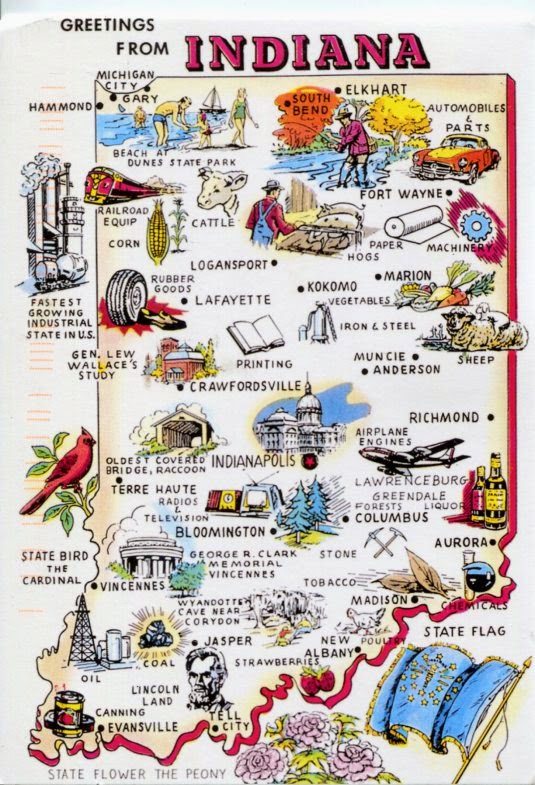 GREETINGS
FROM INDIANA
MICHIGAN
CITY
HAMMOND
GARY
SOUTH
BEND
ELKHART
AUTOMOBILES
&
PARTS
BEACH AT
DUNES STATE PARK
FORT WAYNE
RAILROAD
EQUIP
CATTLE
CORN
HOGS
PAPER
MACHINERY
LOGANSPORT
RUBBER
GOODS
KOKOMO
MARION
VEGETABLES
LAFAYETTE
FASTEST
GROWING
INDUSTRIAL
STATE IN U.S.
IRON & STEEL
GEN. LEW
WALLACE'S
STUDY
PRINTING
MUNCIE
ANDERSON
SHEEP
CRAWFORDSVILLE
RICHMOND
OLDEST COVERED
BRIDGE, RACCOON
INDIANAPOLIS
AIRPLANE
ENGINES
LAWRENCEBURG
GREENDALE
LIQUOR
TERRE HAUTE
RADIOS
&
TELEVISION
FORESTS
COLUMBUS
BLOOMINGTON
AURORA
STATE BIRD
THE
CARDINAL
GEORGE R. CLARK
MEMORIAL
VINCENNES
STONE
VINCENNES
TOBACCO
WYANDOTTE
CAVE NEAR
CORYDON
MADISON
CHEMICALS
JASPER
NEW
ALBANY
POULTRY
STATE FLAG
COAL
OIL
STRAWBERRIES
LINCOLN
LAND
CANNING
EVANSVILLE
TELL
CITY
STATE FLOWER THE PEONY